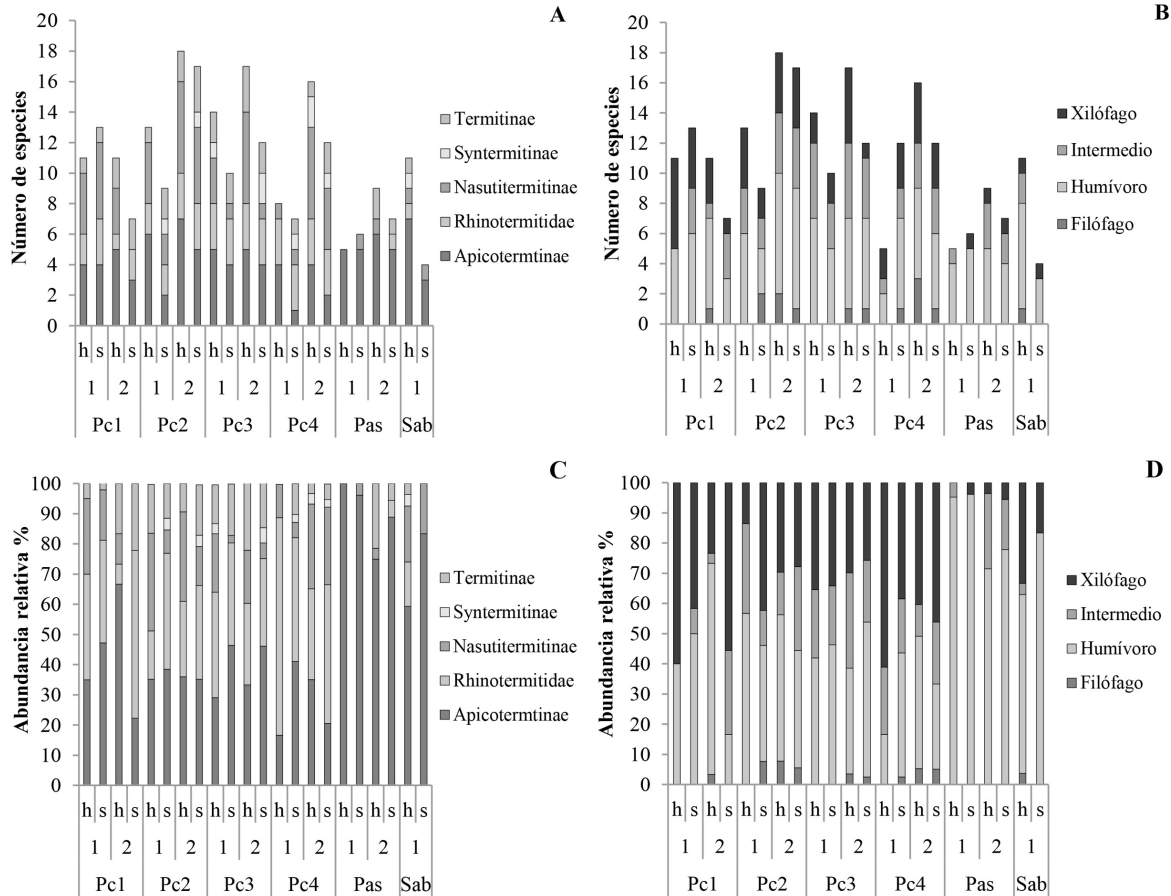 A
Número de especies
20
18
16
14
12
10
8
6
4
2
0
Termitinae
Syntermitinae
Nasutitermitinae
Rhinotermitidae
Apicotermtinae
h s h s h s h s h s h s h s h s h s h s h s
1 2 1 2 1 2 1 2 1 2 1
Pc1 Pc2 Pc3 Pc4 Pas Sab
B
Número de especies
20
18
16
14
12
10
8
6
4
2
0
Xilófago
Intermedio
Humívoro
Filófago
h s h s h s h s h s h s h s h s h s h s h s
1 2 1 2 1 2 1 2 1 2 1
Pc1 Pc2 Pc3 Pc4 Pas Sab
C
Abundancia relativa %
100
90
80
70
60
50
40
30
20
10
0
Termitinae
Syntermitinae
Nasutitermitinae
Rhinotermitidae
Apicotermtinae
h s h s h s h s h s h s h s h s h s h s h s
1 2 1 2 1 2 1 2 1 2 1
Pc1 Pc2 Pc3 Pc4 Pas Sab
D
Abundancia relativa %
100
90
80
70
60
50
40
30
20
10
0
Xilófago
Intermedio
Humívoro
Filófago
h s h s h s h s h s h s h s h s h s h s h s
1 2 1 2 1 2 1 2 1 2 1
Pc1 Pc2 Pc3 Pc4 Pas Sab